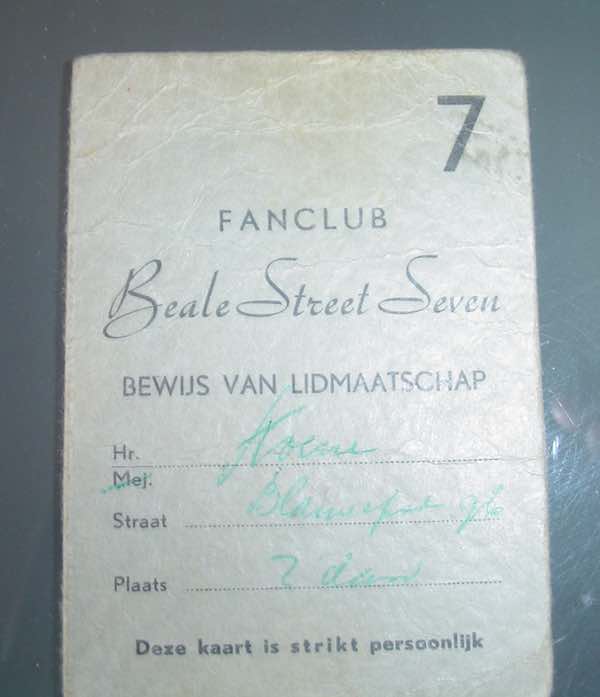 7
FANCLUB
Beale Street Seven
BEWIJS VAN LIDMAATSCHAP
Hr.
Mej.
Straat
Plaats
Deze kaart is strikt persoonlijk